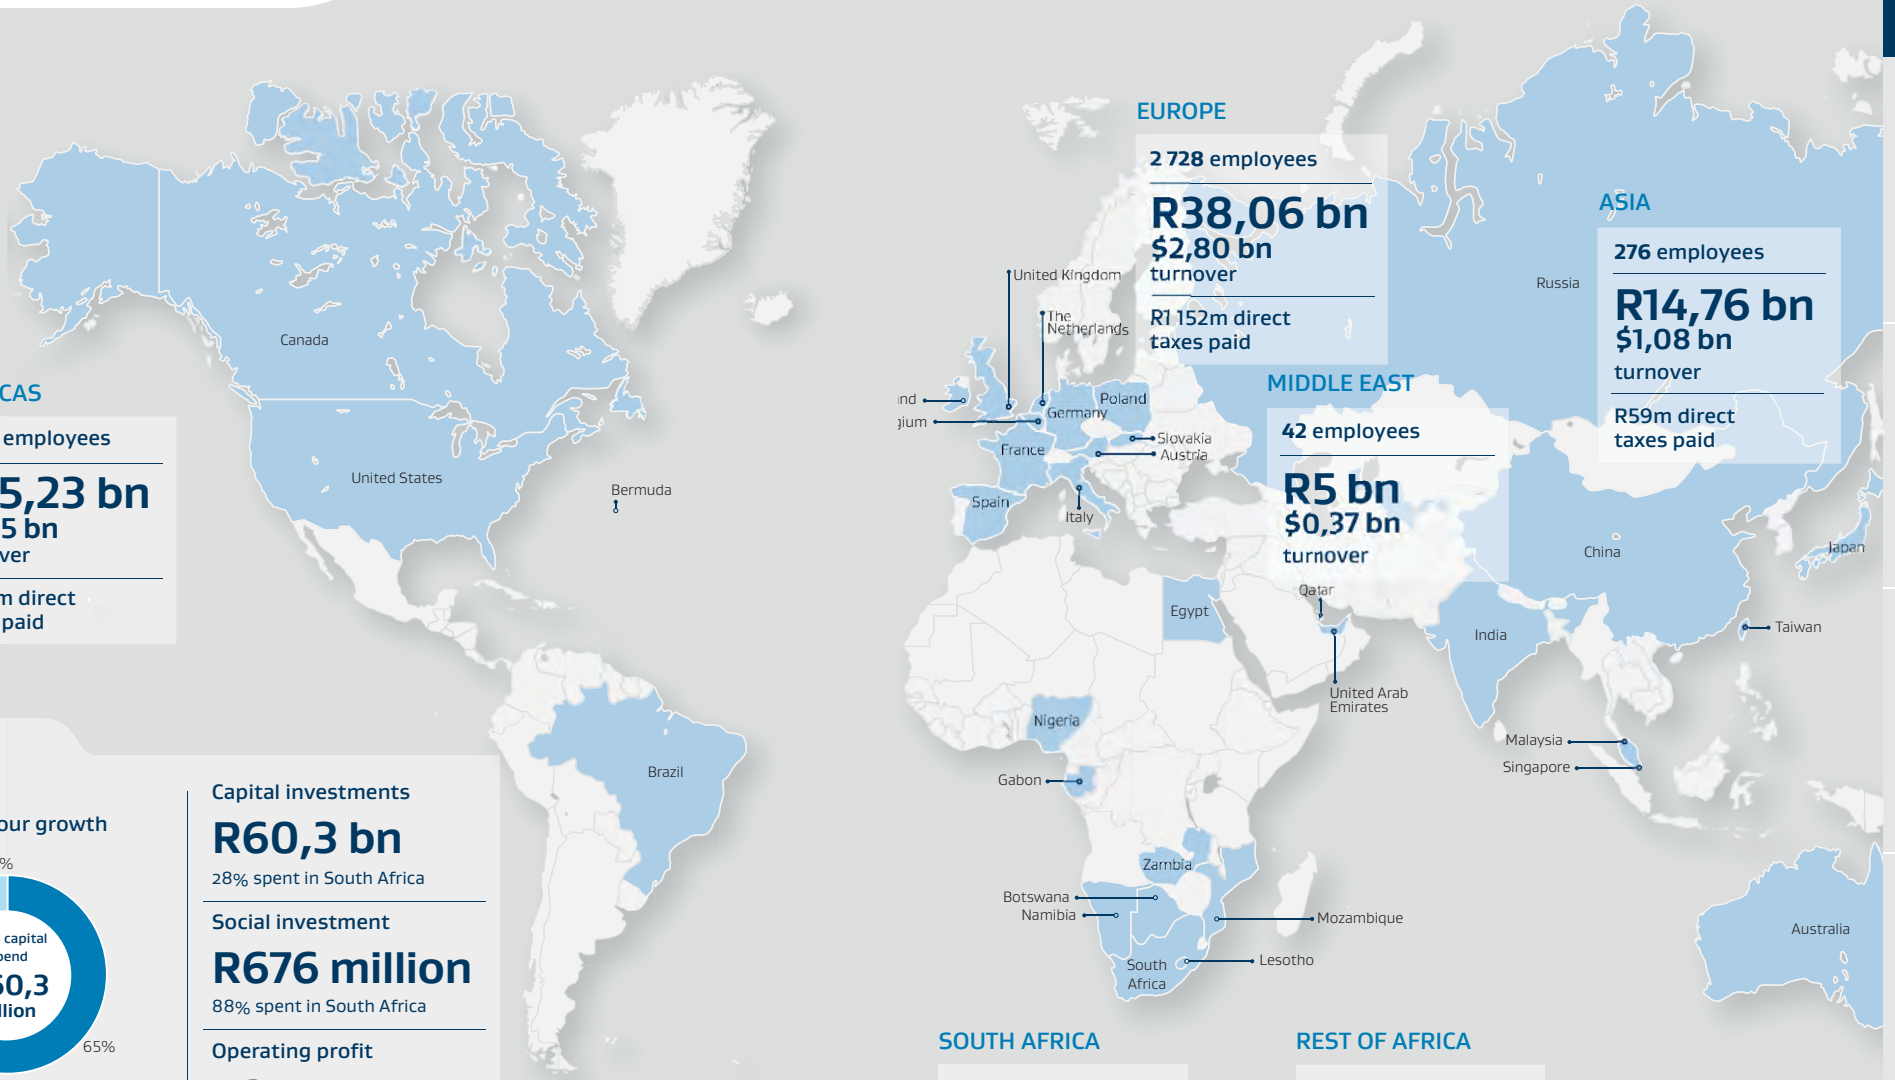 EUROPE
2 728 employees
R38,06 bn
$2,80 bn
turnover
R1 152m direct
taxes paid
ASIA
276 employees
R14,76 bn
$1,08 bn
turnover
R59m direct
taxes paid
MIDDLE EAST
42 employees
R5 bn
$0,37 bn
turnover
CAS
employees
5,23 bn
5 bn
ver
m direct
paid
Canada
United States
Bermuda
Brazil
United Kingdom
The
Netherlands
nd
gium
Germany
Poland
France
Slovakia
Austria
Spain
Italy
Russia
China
Japan
Taiwan
India
Qatar
United Arab
Emirates
Malaysia
Singapore
Egypt
Nigeria
Gabon
Zambia
Botswana
Namibia
Mozambique
Lesotho
South
Africa
Australia
our growth
%
capital
pend
60,3
llion
65%
Capital investments
R60,3 bn
28% spent in South Africa
Social investment
R676 million
88% spent in South Africa
Operating profit
SOUTH AFRICA
REST OF AFRICA